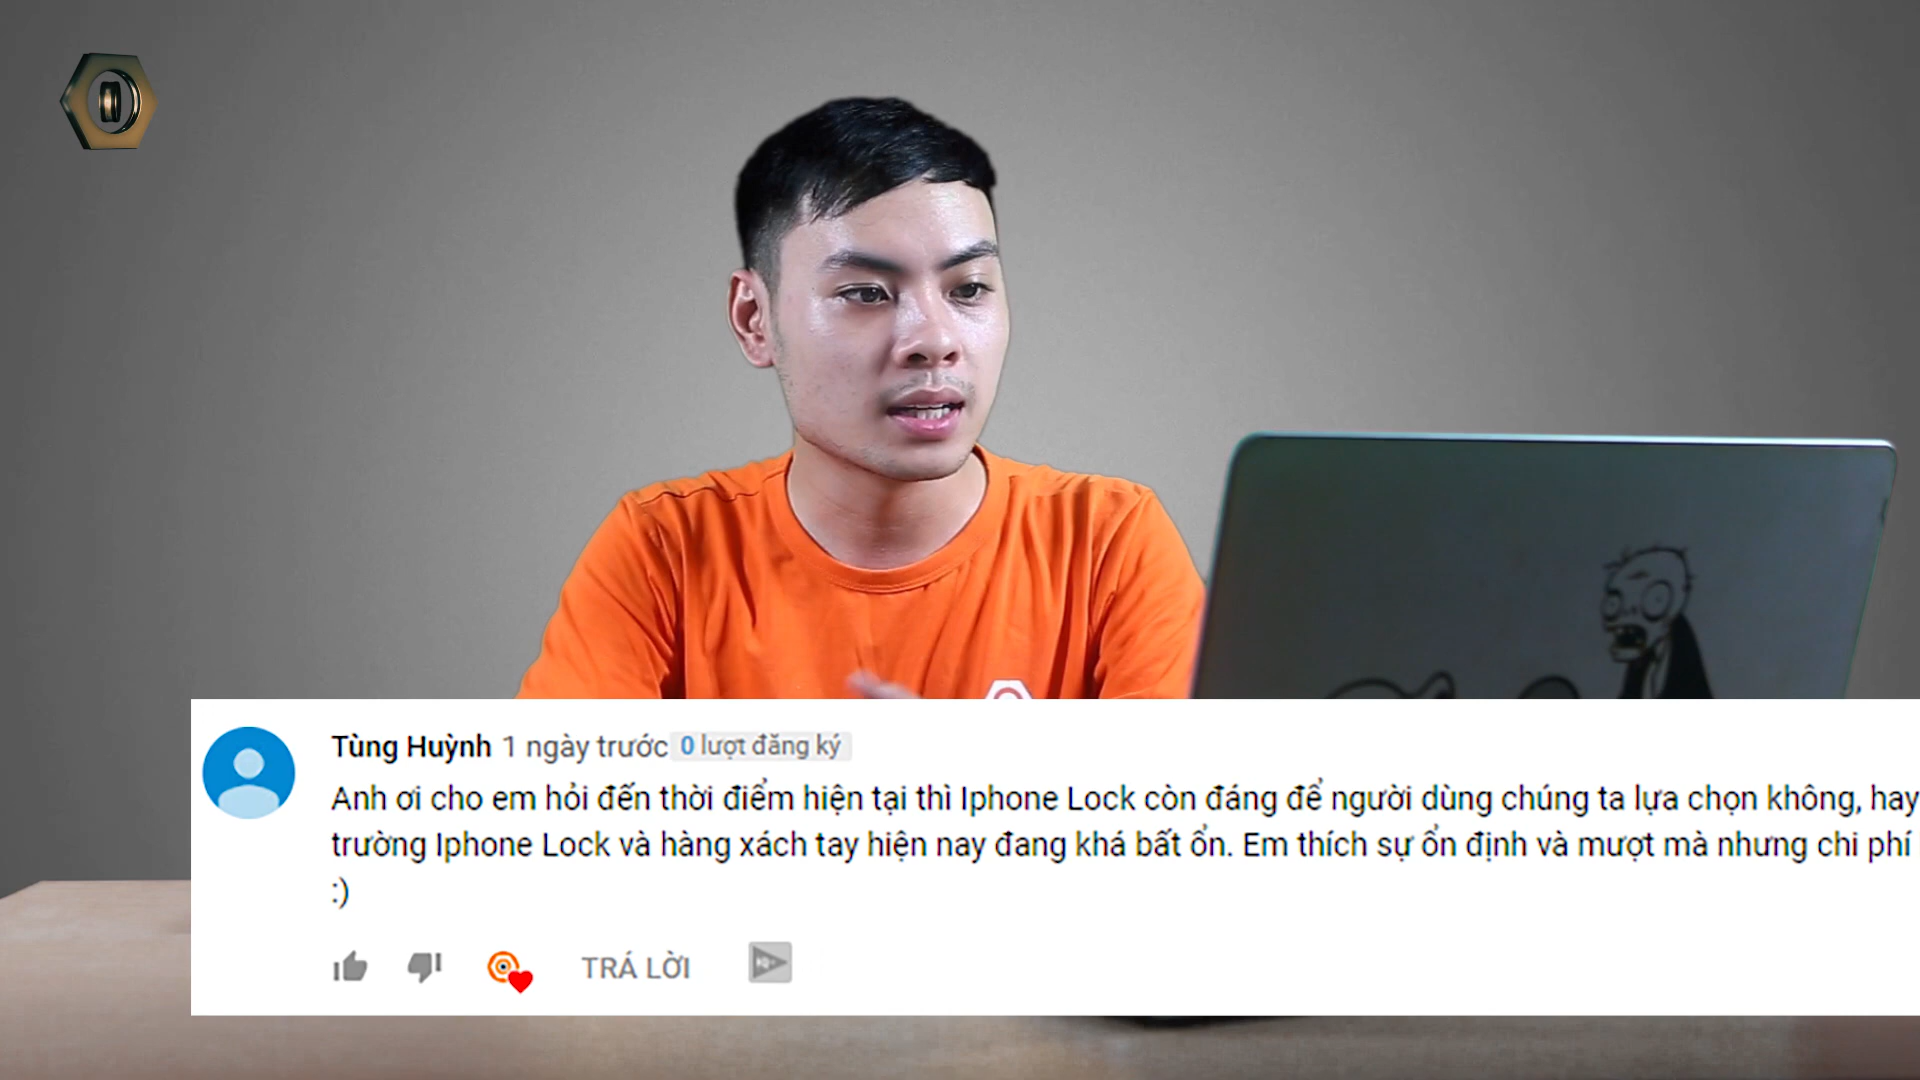 Tùng Huỳnh 1 ngày trước 0 lượt đăng ký
Anh ơi cho em hỏi đến thời điểm hiện tại thì Iphone Lock còn đáng để người dùng chúng ta lựa chọn không, hay
trường Iphone Lock và hàng xách tay hiện nay đang khá bất ổn. Em thích sự ổn định và mượt mà nhưng chi phí
:)
TRẢ LỜI